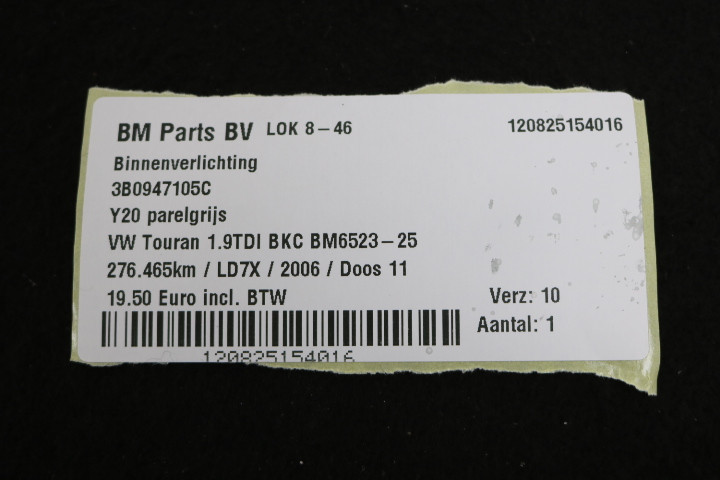 BM Parts BV LOK 8-46 120825154016
Binnenverlichting
3B0947105C
Y20 parelgrijs
VW Touran 1.9TDI BKC BM6523-25
276.465km / LD7X / 2006 / Doos 11
19.50 Euro incl. BTW Verz: 10
Aantal: 1
120825154016